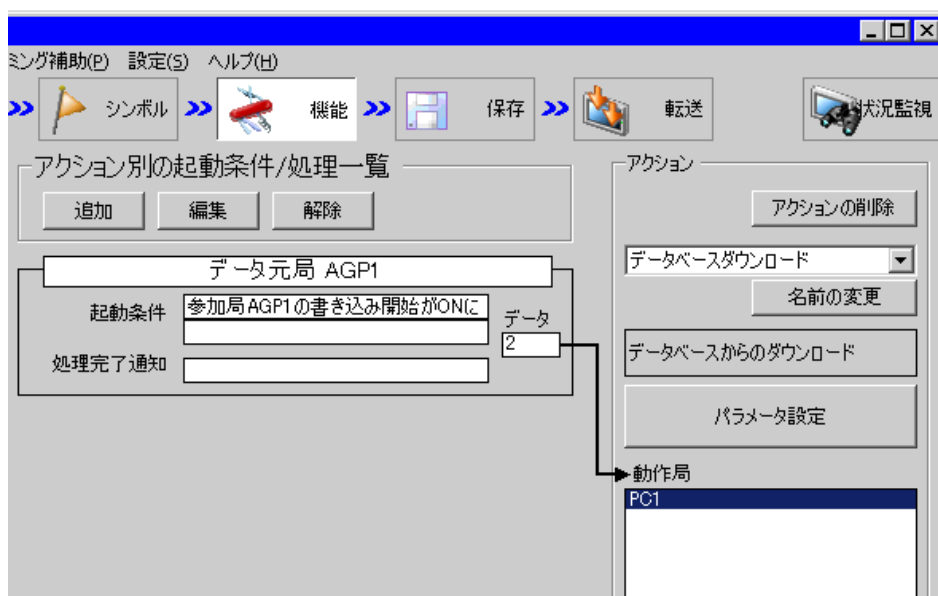 ミング補助(P) 設定(S) ヘルプ(H)
シンボル 機能 保存 転送 状況監視
アクション別の起動条件/処理一覧
追加 編集 解除
データ元局 AGP1
起動条件 参加局AGP1の書き込み開始がONに
データ
2
処理完了通知
アクション
アクションの削除
データベースダウンロード
名前の変更
データベースからのダウンロード
パラメータ設定
動作局
PC1